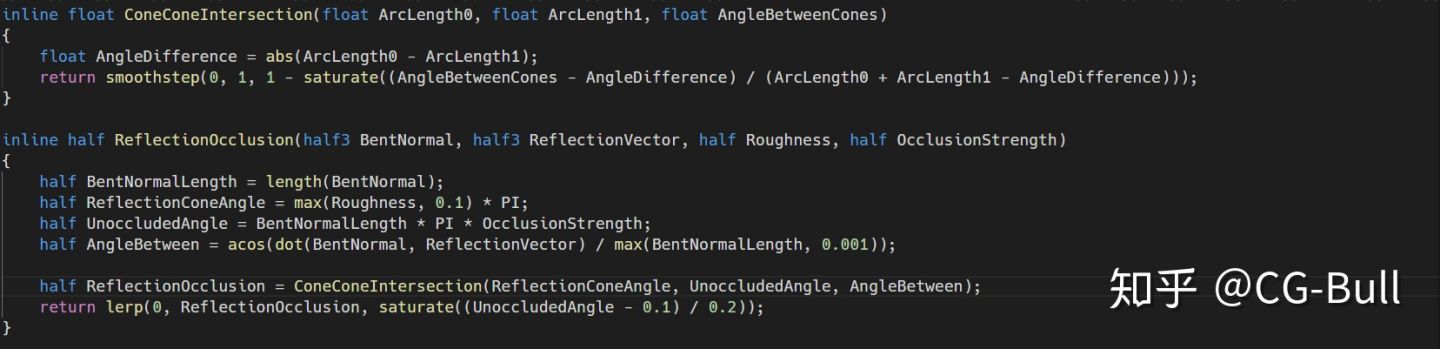 inline float ConeConeIntersection(float ArcLength0, float ArcLength1, float AngleBetweenCones)
{
    float AngleDifference = abs(ArcLength0 - ArcLength1);
    return smoothstep(0, 1, 1 - saturate((AngleBetweenCones - AngleDifference) / (ArcLength0 + ArcLength1 - AngleDifference)));
}

inline half ReflectionOcclusion(half3 BentNormal, half3 ReflectionVector, half Roughness, half OcclusionStrength)
{
    half BentNormalLength = length(BentNormal);
    half ReflectionConeAngle = max(Roughness, 0.1) * PI;
    half UnoccludedAngle = BentNormalLength * PI * OcclusionStrength;
    half AngleBetween = acos(dot(BentNormal, ReflectionVector) / max(BentNormalLength, 0.001));

    half ReflectionOcclusion = ConeConeIntersection(ReflectionConeAngle, UnoccludedAngle, AngleBetween);
    return lerp(0, ReflectionOcclusion, saturate((UnoccludedAngle - 0.1) / 0.2));
}
知乎 @CG-Bull